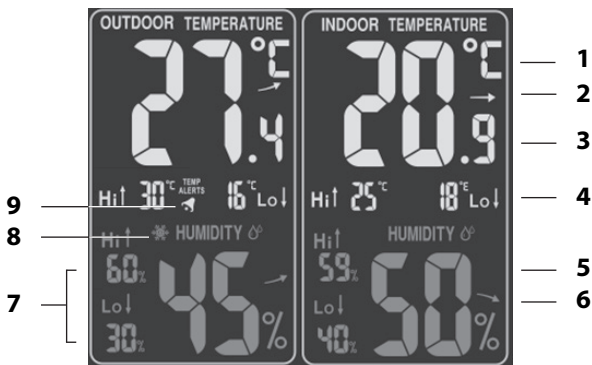 OUTDOOR TEMPERATURE
27.4 °C
Hi↑ 30°C TEMP ALERTS 16°C Lo↓
HUMIDITY
Hi↑
60%
45%
Lo↓
30%
INDOOR TEMPERATURE
20.9 °C
Hi↑ 25°C 18°E Lo↓
HUMIDITY
Hi↑
59%
50%
Lo↓
40%
1
2
3
4
5
6
7
8
9